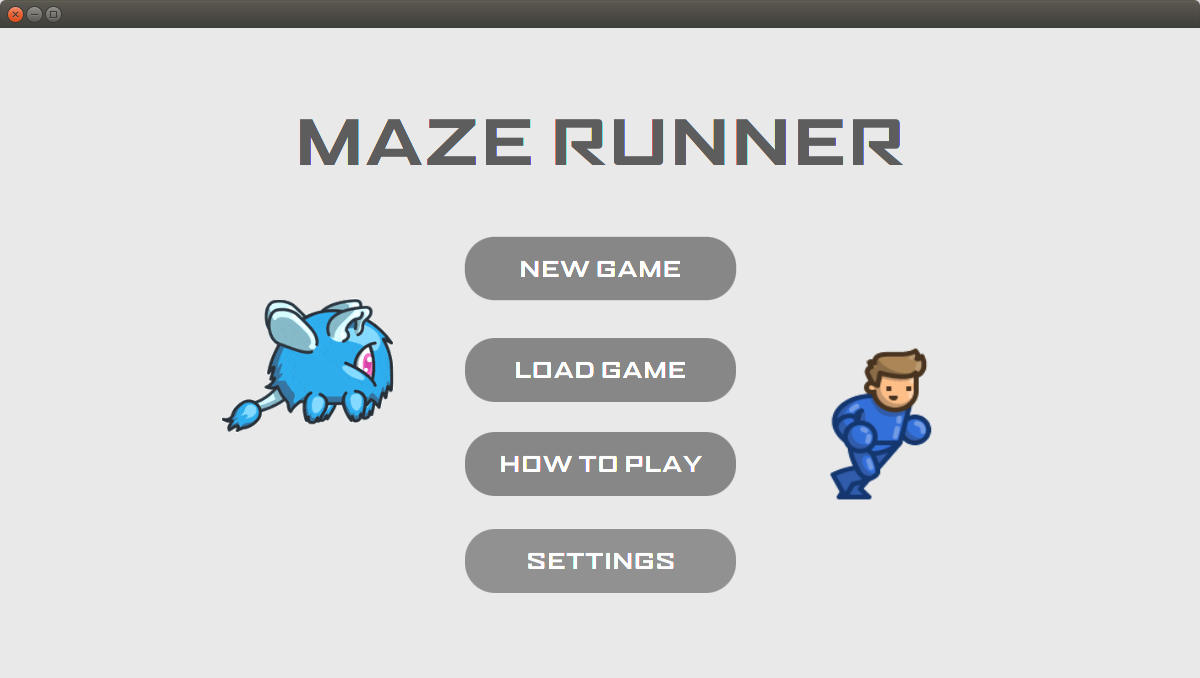 MAZE RUNNER
NEW GAME
LOAD GAME
HOW TO PLAY
SETTINGS